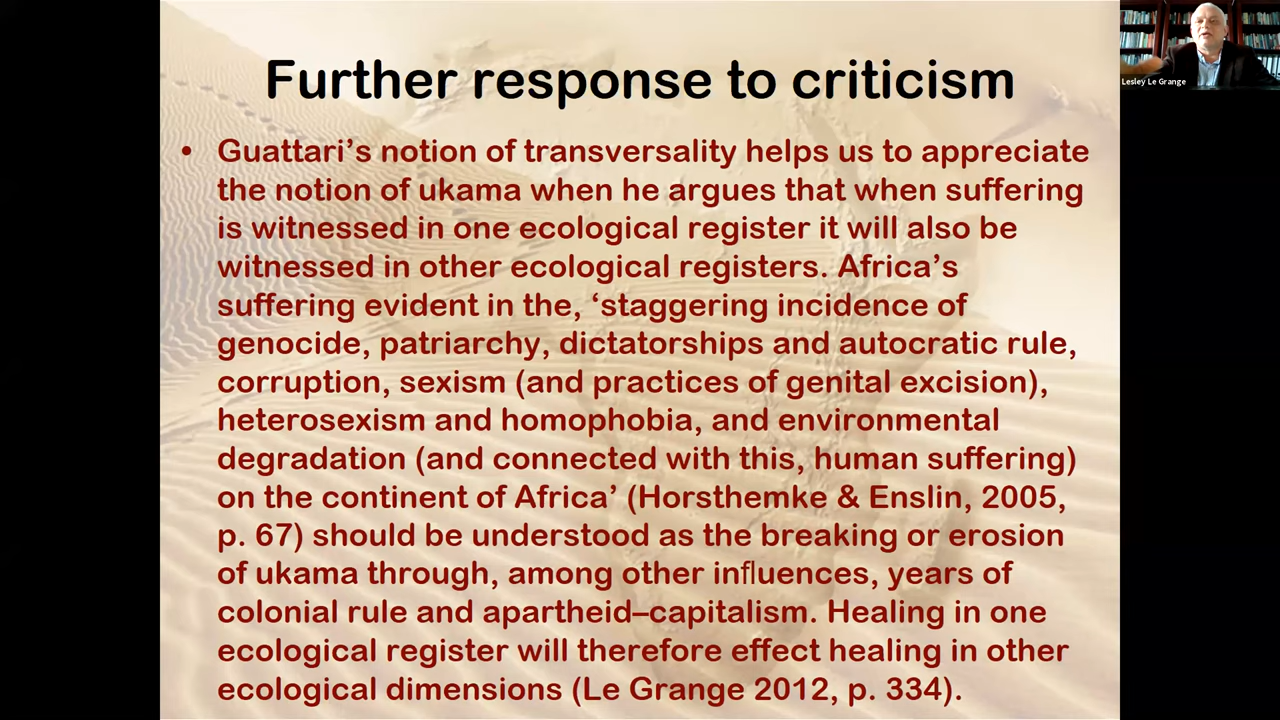 Further response to criticism
• Guattari’s notion of transversality helps us to appreciate
the notion of ukama when he argues that when suffering
is witnessed in one ecological register it will also be
witnessed in other ecological registers. Africa’s
suffering evident in the, ‘staggering incidence of
genocide, patriarchy, dictatorships and autocratic rule,
corruption, sexism (and practices of genital excision),
heterosexism and homophobia, and environmental
degradation (and connected with this, human suffering)
on the continent of Africa’ (Horsthemke & Enslin, 2005,
p. 67) should be understood as the breaking or erosion
of ukama through, among other influences, years of
colonial rule and apartheid–capitalism. Healing in one
ecological register will therefore effect healing in other
ecological dimensions (Le Grange 2012, p. 334).
Lesley Le Grange